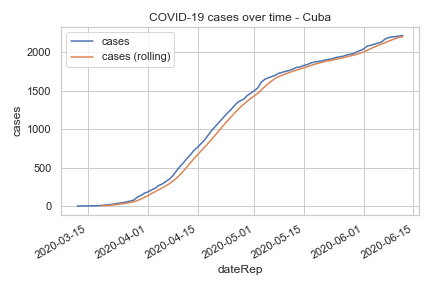 COVID-19 cases over time - Cuba
cases
cases (rolling)
cases
2000
1500
1000
500
0
2020-03-15
2020-04-01
2020-04-15
2020-05-01
2020-05-15
2020-06-01
2020-06-15
dateRep